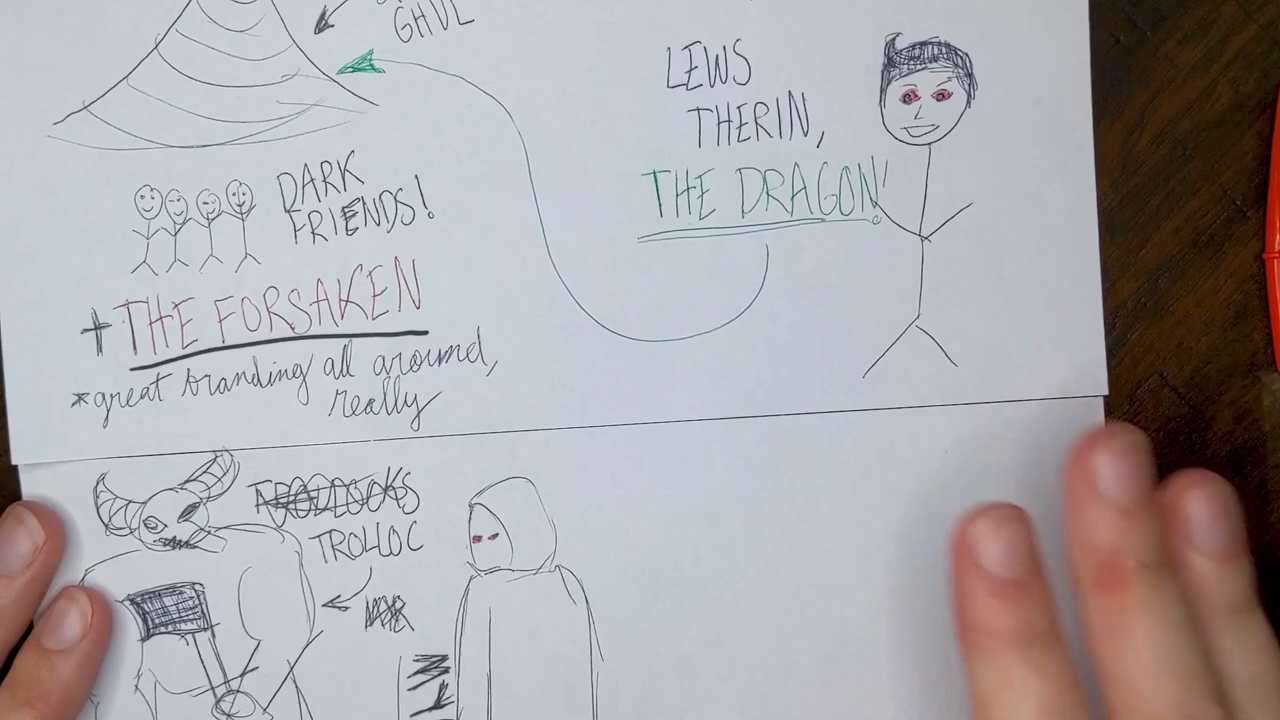 GHUL
LEWS
THERIN,
THE DRAGON!
DARK
FRIENDS!
+ THE FORSAKEN
*great branding all around,
really
TROLLOC